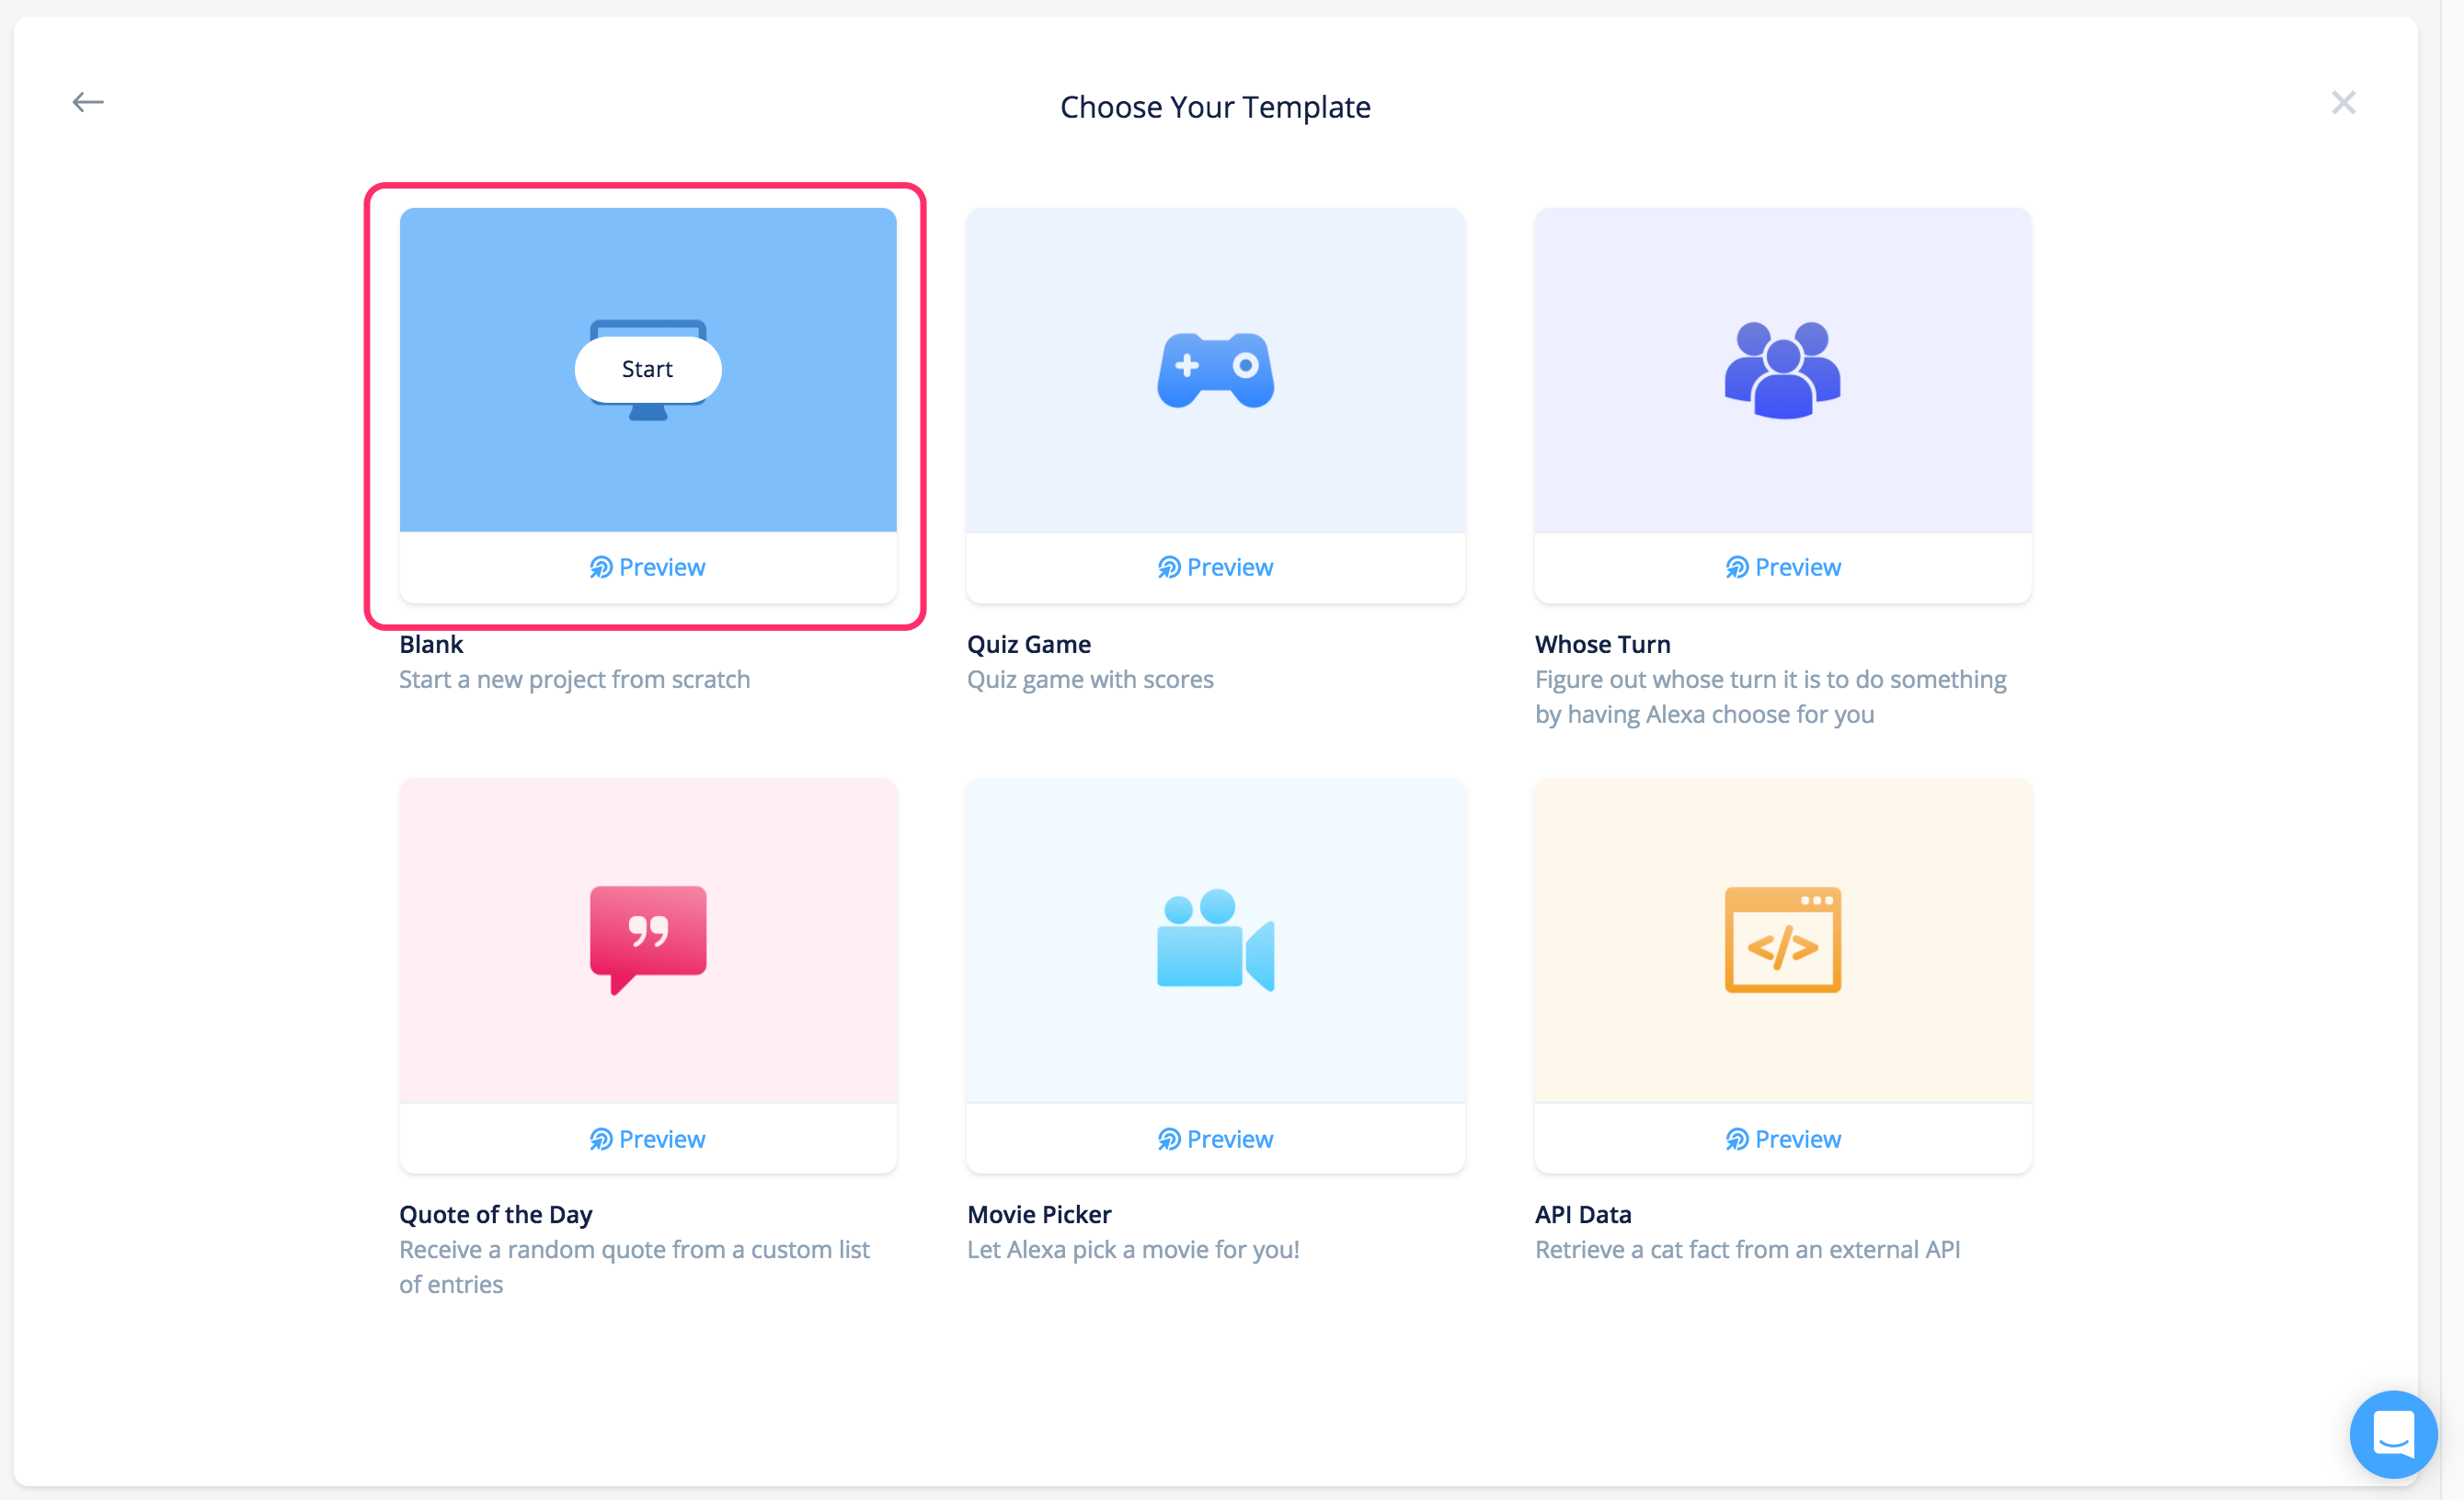 Choose Your Template
Start
Preview
Preview
Preview
Blank
Start a new project from scratch
Quiz Game
Quiz game with scores
Whose Turn
Figure out whose turn it is to do something
by having Alexa choose for you
Preview
Preview
Preview
Quote of the Day
Receive a random quote from a custom list
of entries
Movie Picker
Let Alexa pick a movie for you!
API Data
Retrieve a cat fact from an external API